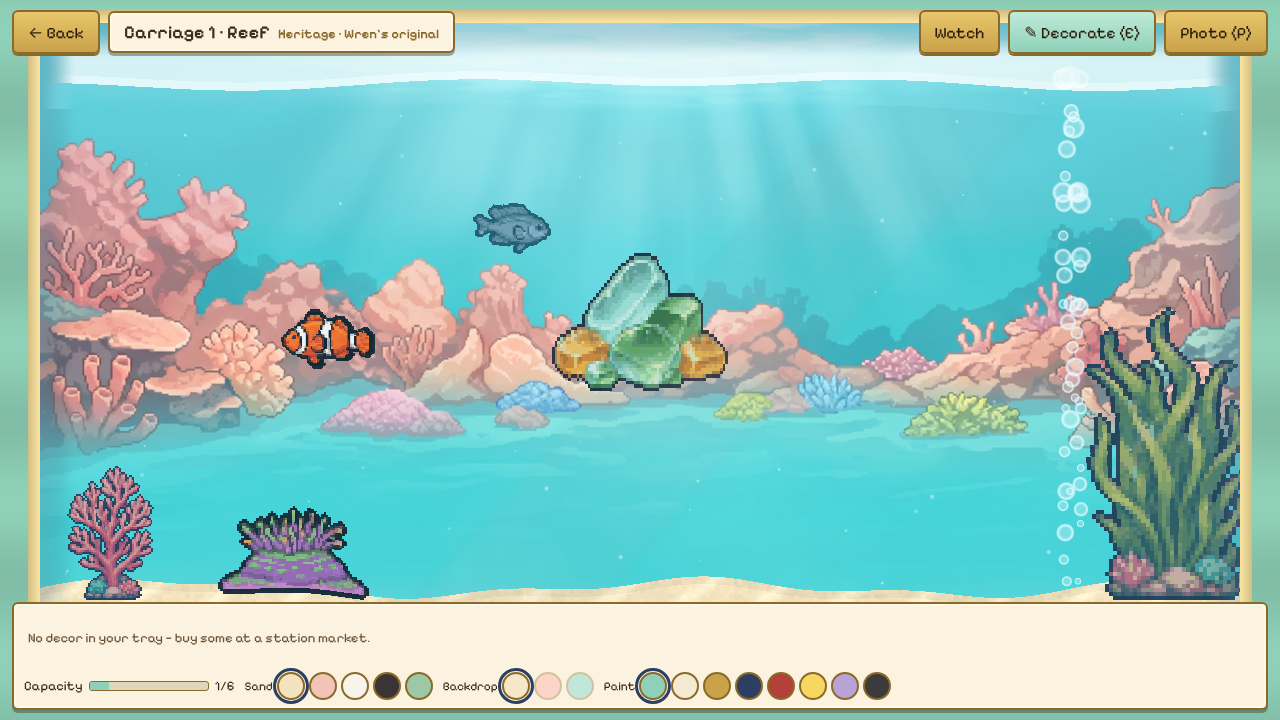 ← Back
Carriage 1 · Reef Heritage · Wren's original
Watch
✎ Decorate (E)
Photo (P)
No decor in your tray - buy some at a station market.
Capacity 1/6 Sand Backdrop Paint